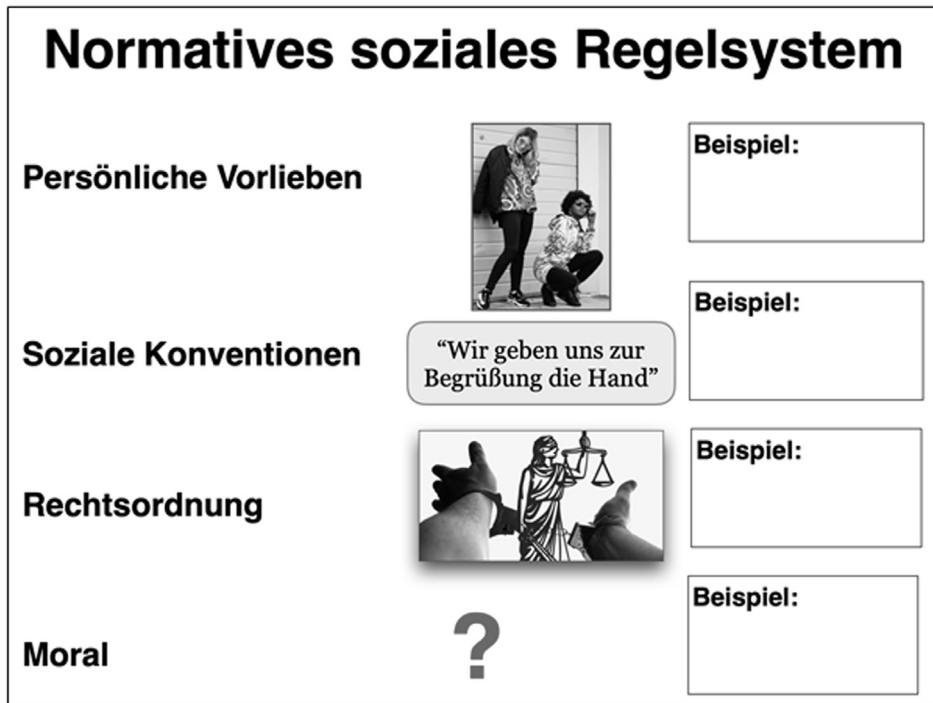 Normatives soziales Regelsystem
Persönliche Vorlieben
Beispiel:
Soziale Konventionen
“Wir geben uns zur
Begrüßung die Hand”
Beispiel:
Rechtsordnung
Beispiel:
Moral
?
Beispiel: